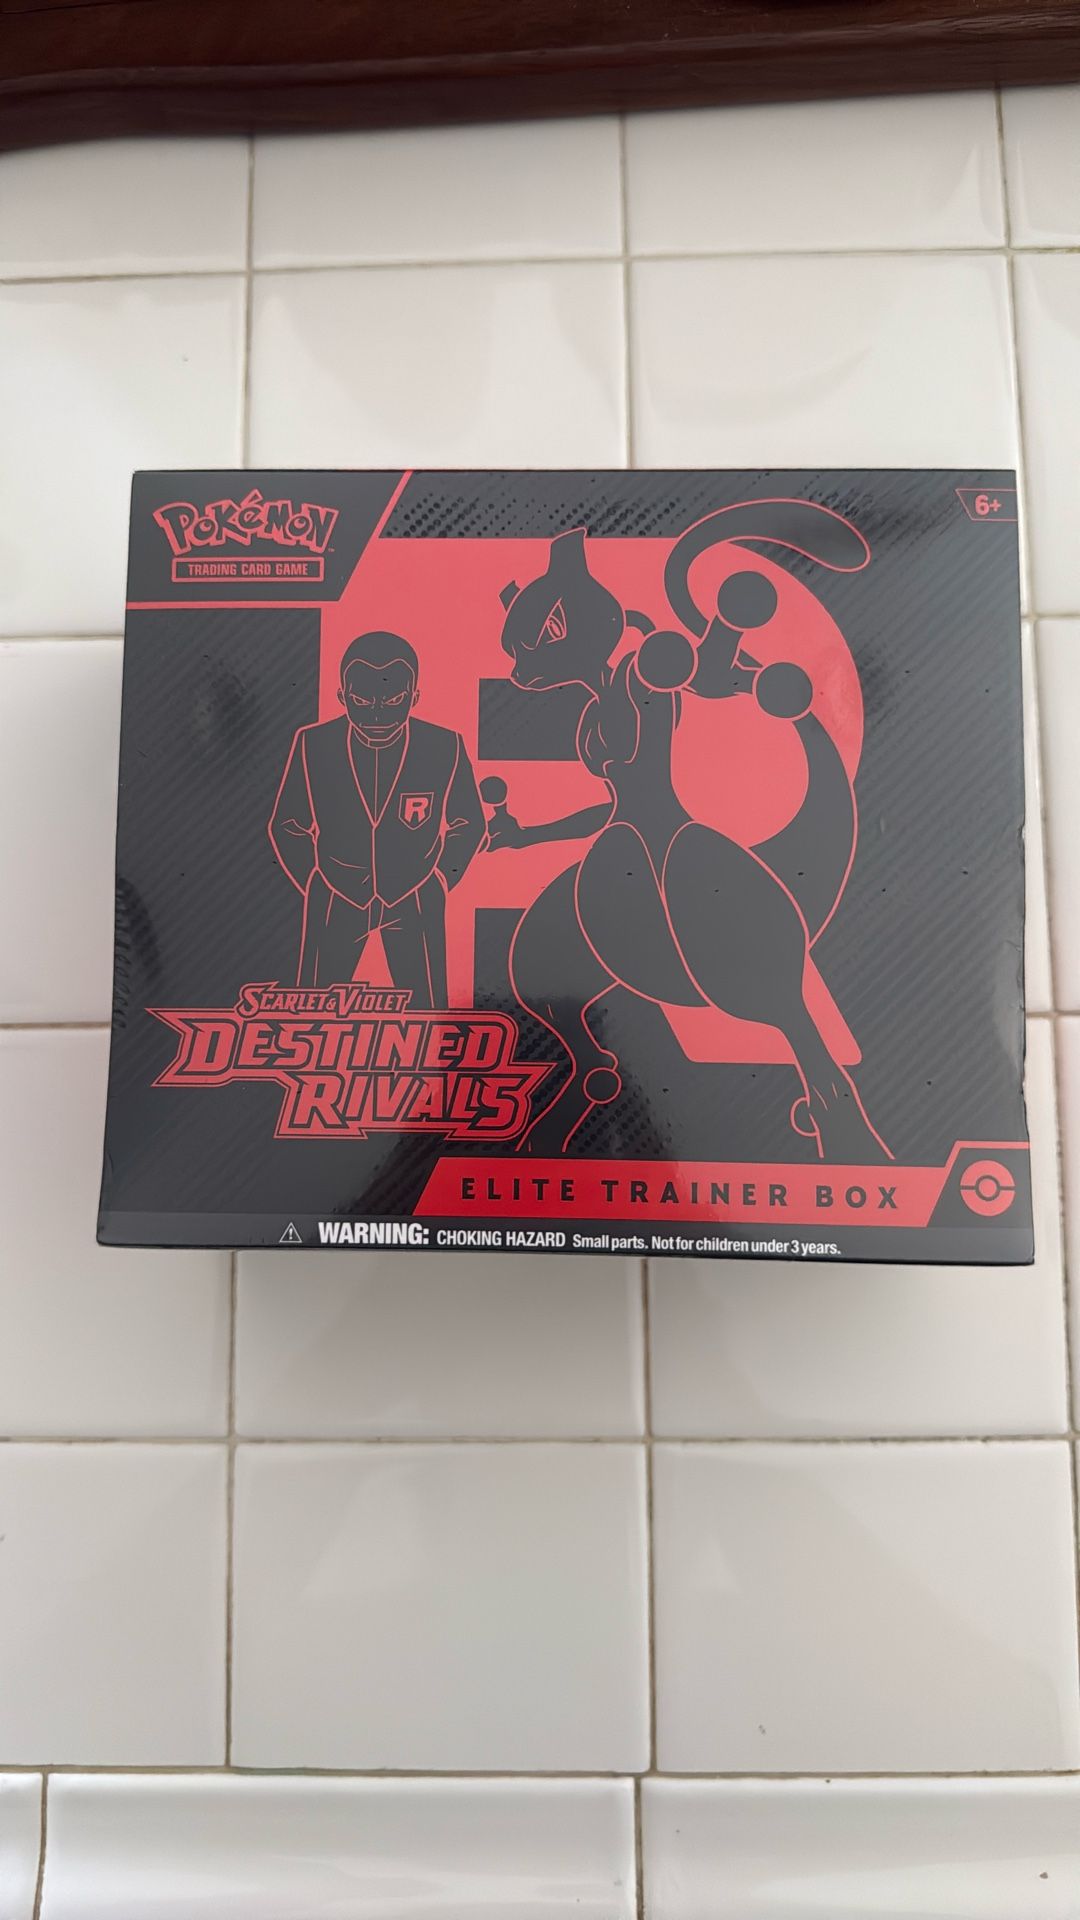 POKéMON
TRADING CARD GAME
6+
R
SCARLET & VIOLET
DESTINED
RIVALS
ELITE TRAINER BOX
⚠ WARNING: CHOKING HAZARD Small parts. Not for children under 3 years.